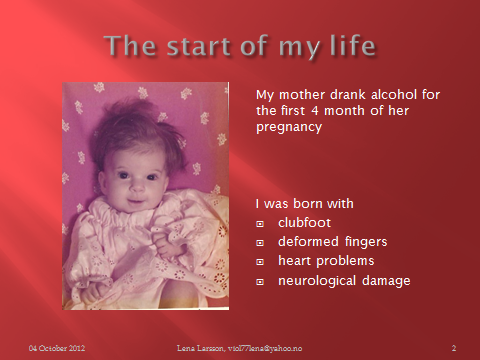 The start of my life
My mother drank alcohol for
the first 4 month of her
pregnancy
I was born with
clubfoot
deformed fingers
heart problems
neurological damage
04 October 2012
Lena Larsson, viol77lena@yahoo.no
2